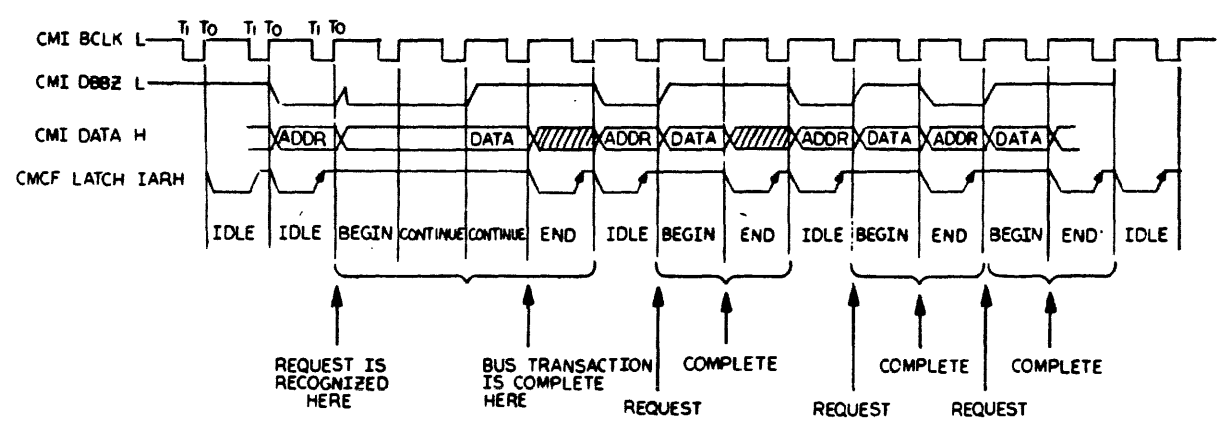 T1 T0 T1 T0 T1 T0
CMI BCLK L
CMI DBBZ L
CMI DATA H ADDR DATA ADDR DATA ADDR DATA ADDR DATA
CMCF LATCH IARH
IDLE IDLE BEGIN CONTINUE CONTINUE END IDLE BEGIN END IDLE BEGIN END BEGIN END IDLE
REQUEST IS
RECOGNIZED
HERE
BUS TRANSACTION
IS COMPLETE
HERE
REQUEST
COMPLETE
REQUEST
COMPLETE
REQUEST
COMPLETE